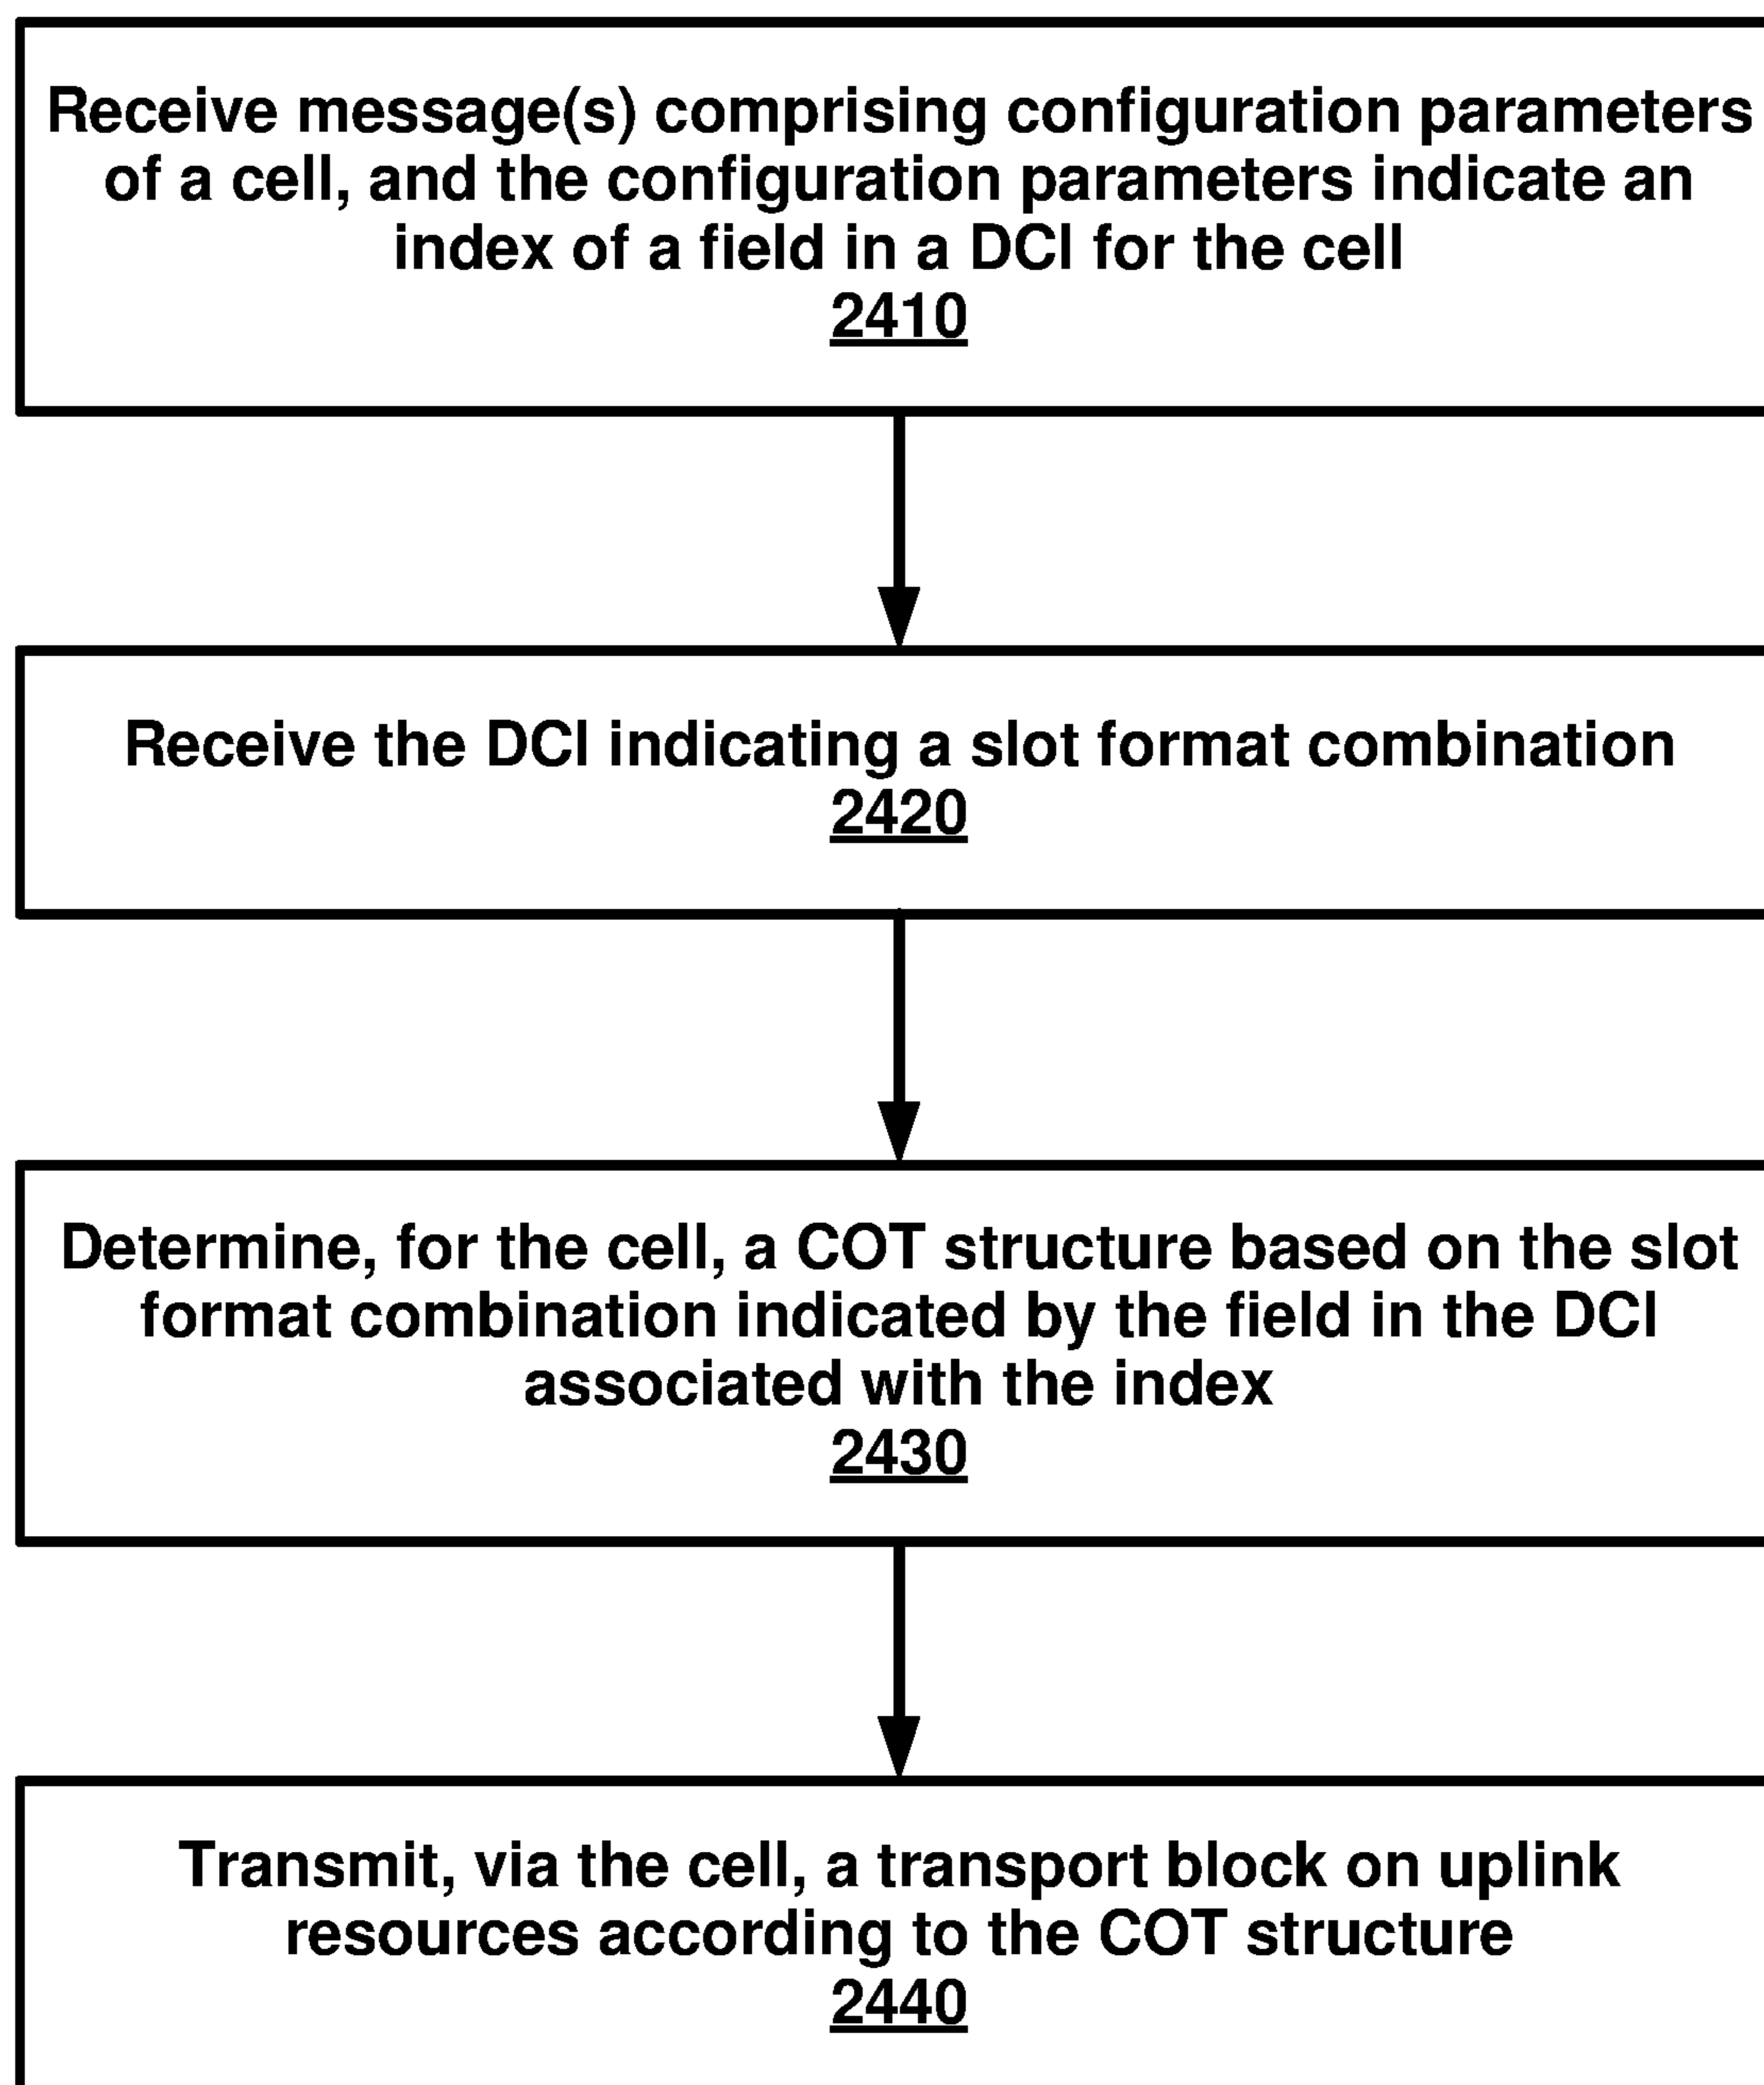 Receive message(s) comprising configuration parameters
of a cell, and the configuration parameters indicate an
index of a field in a DCI for the cell
2410
Receive the DCI indicating a slot format combination
2420
Determine, for the cell, a COT structure based on the slot
format combination indicated by the field in the DCI
associated with the index
2430
Transmit, via the cell, a transport block on uplink
resources according to the COT structure
2440